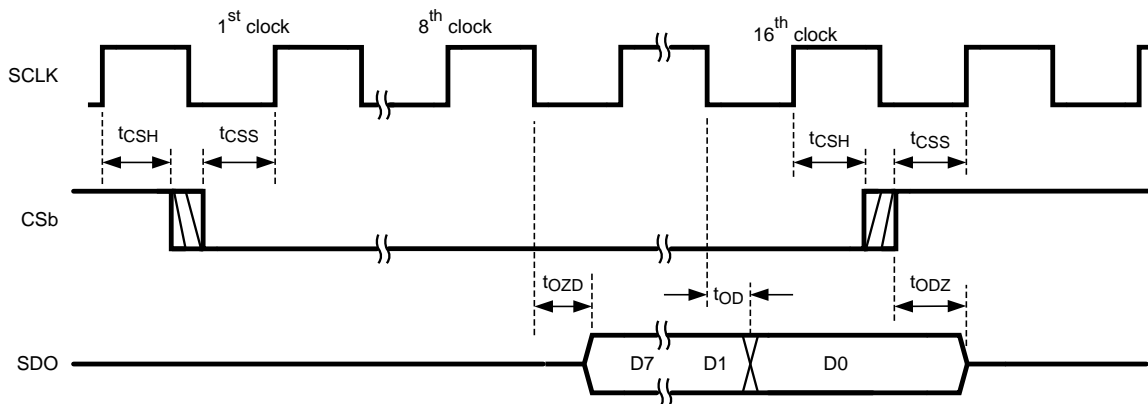 1st clock
8th clock
16th clock
SCLK
tCSH
tCSS
tCSH
tCSS
CSb
tOZD
tOD
tODZ
SDO
D7
D1
D0